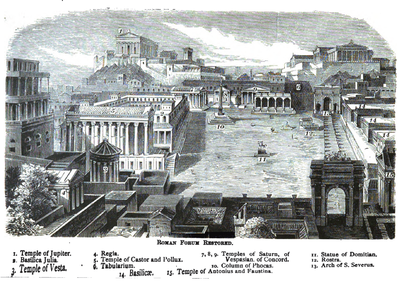 10
11
ROMAN FORUM RESTORED.
1. Temple of Jupiter.
2. Basilica Julia.
3. Temple of Vesta.
4. Regia.
5. Temple of Castor and Pollux.
6. Tabularium.
7, 8, 9. Temples of Saturn, of
Vespasian of Concord.
10. Column of Phocas.
11. Statue of Domitian.
12. Rostra.
13. Arch of S. Severus.
14. Basilicæ.
15. Temple of Antonius and Faustina.